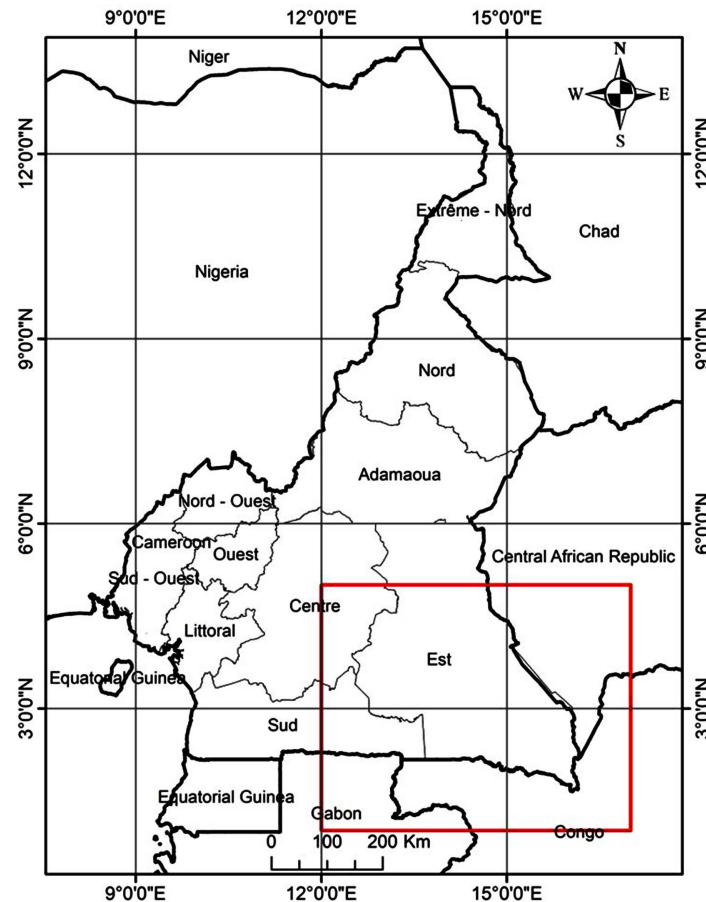 9°0'0"E 12°0'0"E 15°0'0"E
Niger
N
W E
S
12°0'0"N 12°0'0"N
Extrême - Nord
Chad
Nigeria
9°0'0"N 9°0'0"N
Nord
Adamaoua
Nord - Ouest
6°0'0"N 6°0'0"N
Cameroon
Ouest
Central African Republic
Sud - Ouest
Centre
Littoral
Est
Equatorial Guinea
3°0'0"N 3°0'0"N
Sud
Equatorial Guinea
Gabon
Congo
0 100 200 Km
9°0'0"E 12°0'0"E 15°0'0"E